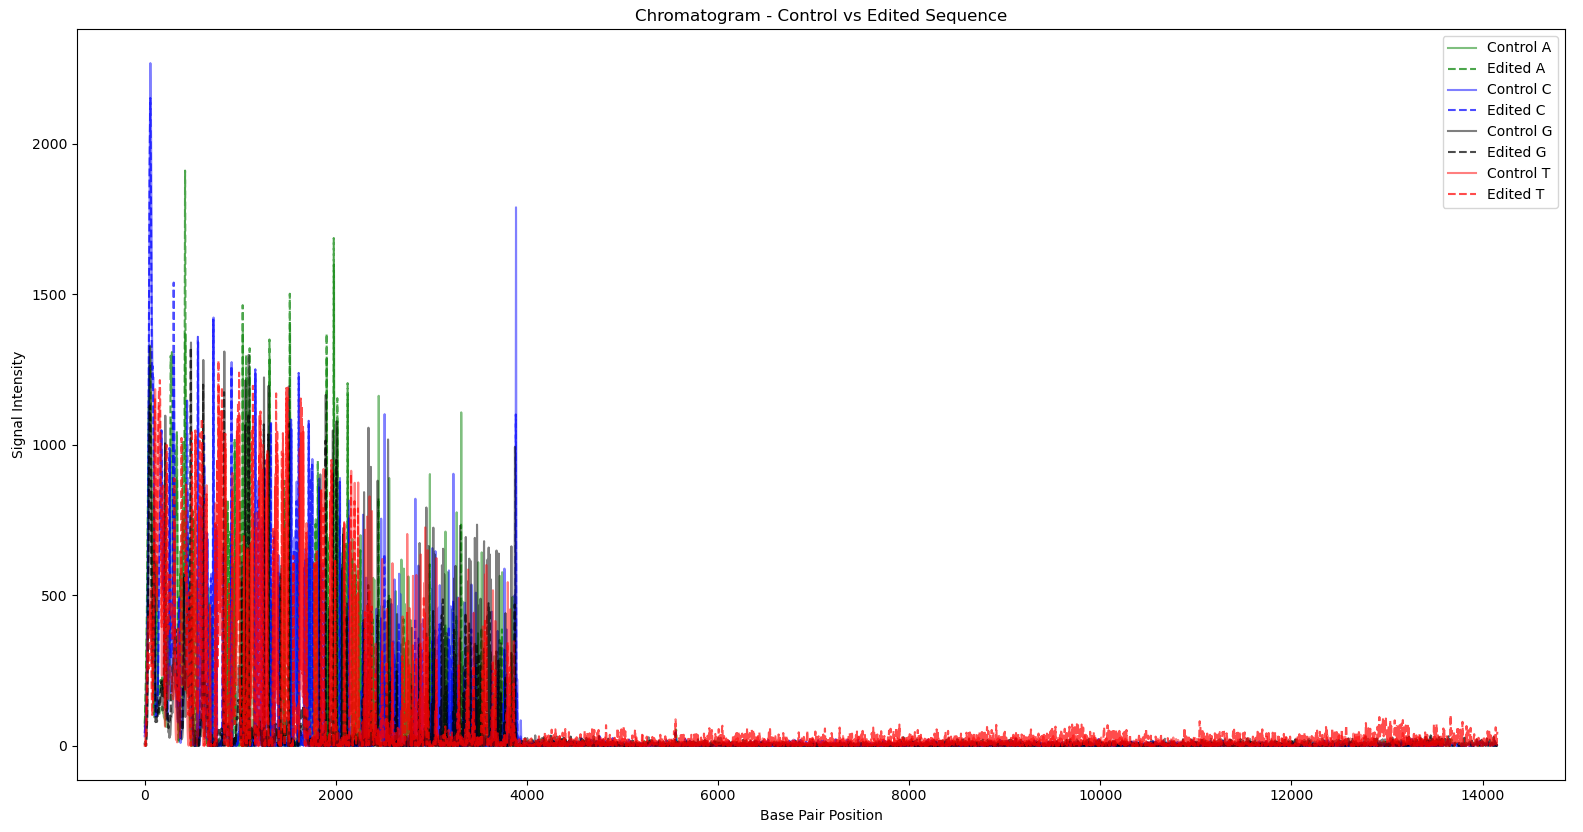 Chromatogram - Control vs Edited Sequence
Control A
Edited A
Control C
Edited C
Control G
Edited G
Control T
Edited T
Signal Intensity
2000
1500
1000
500
0
0
2000
4000
6000
8000
10000
12000
14000
Base Pair Position